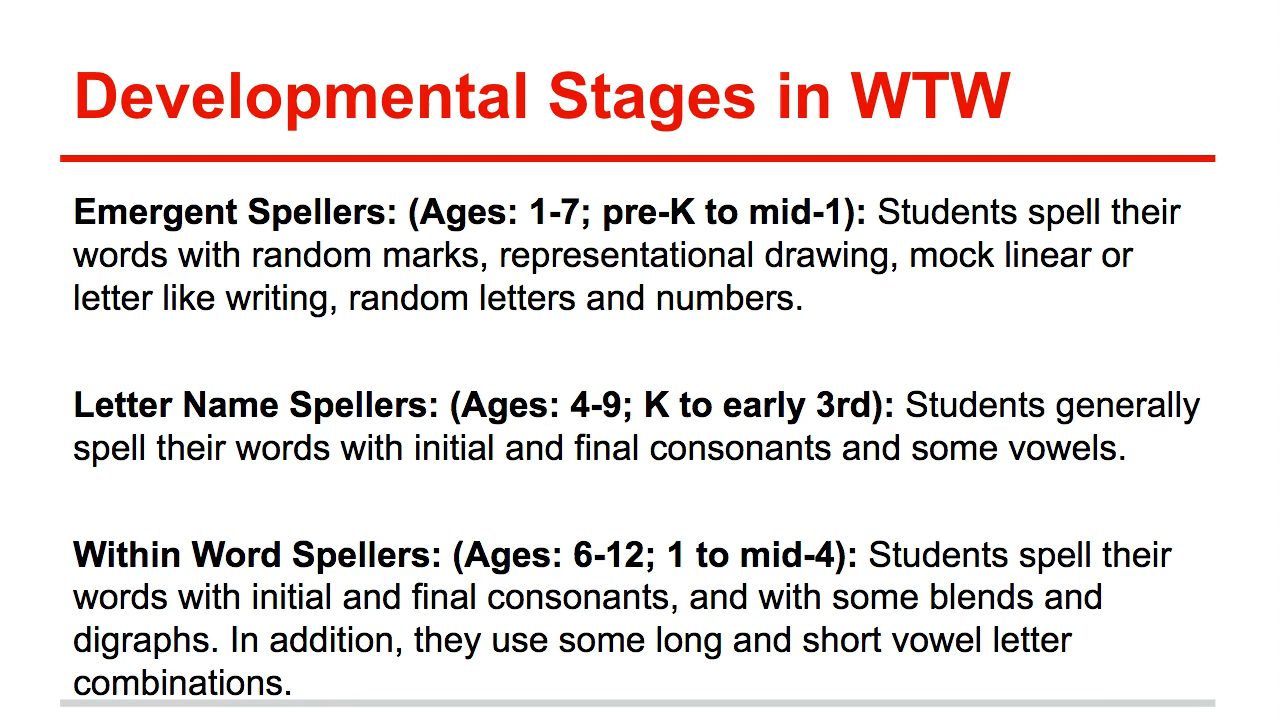 Developmental Stages in WTW
Emergent Spellers: (Ages: 1-7; pre-K to mid-1): Students spell their
words with random marks, representational drawing, mock linear or
letter like writing, random letters and numbers.
Letter Name Spellers: (Ages: 4-9; K to early 3rd): Students generally
spell their words with initial and final consonants and some vowels.
Within Word Spellers: (Ages: 6-12; 1 to mid-4): Students spell their
words with initial and final consonants, and with some blends and
digraphs. In addition, they use some long and short vowel letter
combinations.